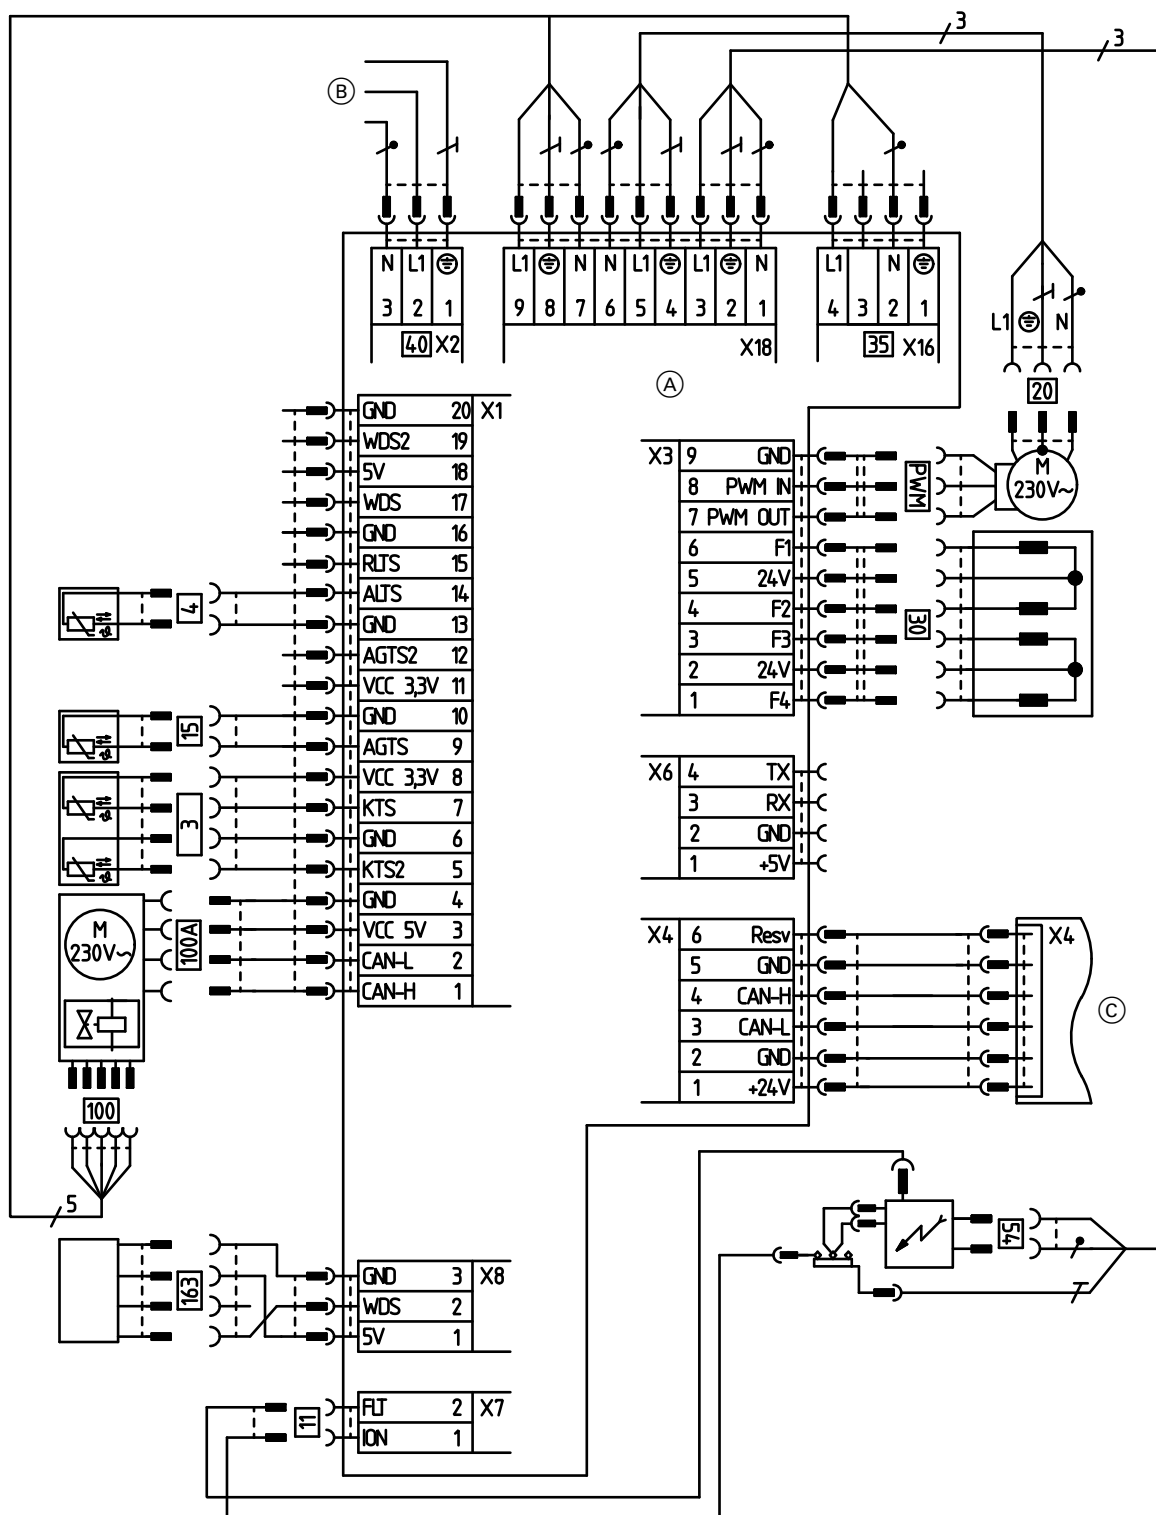 3
3
B
N L1
3 2 1
40 X2
L1 N N L1 L1 N
9 8 7 6 5 4 3 2 1
X18
L1 N
4 3 2 1
35 X16
A
L1 N
20
M
230V~
X1
GND 20
WDS2 19
5V 18
WDS 17
GND 16
RLTS 15
ALTS 14
GND 13
AGTS2 12
VCC 3,3V 11
GND 10
AGTS 9
VCC 3,3V 8
KTS 7
GND 6
KTS2 5
GND 4
VCC 5V 3
CAN-L 2
CAN-H 1
4
ϑ
15
ϑ
3
ϑ
ϑ
M
230V~
100A
100
5
X3
9 GND
8 PWM IN
7 PWM OUT
6 F1
5 24V
4 F2
3 F3
2 24V
1 F4
PWM
30
X6
4 TX
3 RX
2 GND
1 +5V
X4
6 Resv
5 GND
4 CAN-H
3 CAN-L
2 GND
1 +24V
X4
C
54
163
X8
GND 3
WDS 2
5V 1
11
X7
FLT 2
ION 1